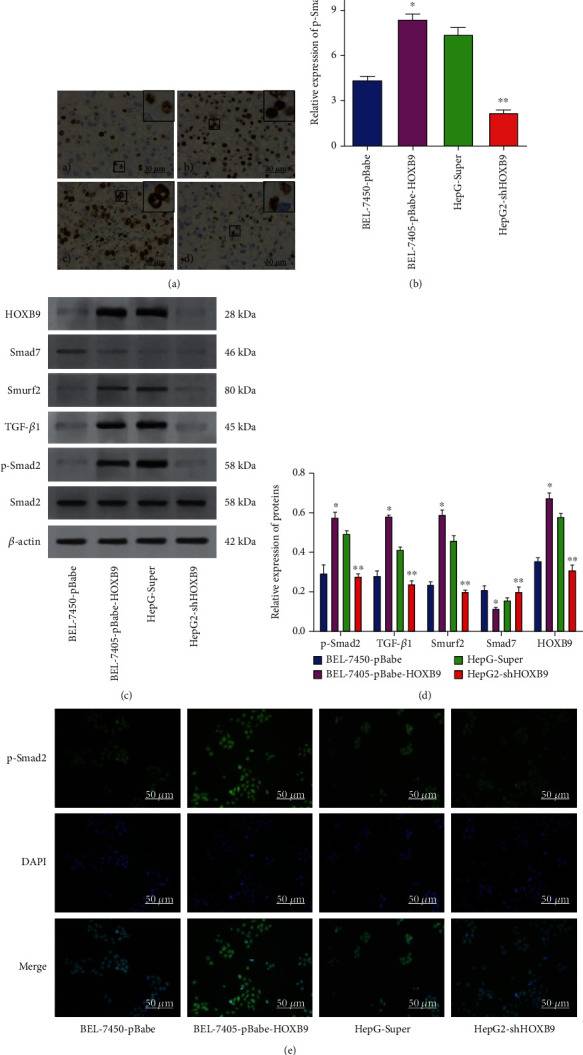 Relative expression of p-Sma
9
6
3
0
*
**
BEL-7450-pBabe
BEL-7405-pBabe-HOXB9
HepG-Super
HepG2-shHOXB9
a)
b)
c)
d)
(a)
(b)
HOXB9 28 kDa
Smad7 46 kDa
Smurf2 80 kDa
TGF-β1 45 kDa
p-Smad2 58 kDa
Smad2 58 kDa
β-actin 42 kDa
BEL-7450-pBabe
BEL-7405-pBabe-HOXB9
HepG-Super
HepG2-shHOXB9
(c)
Relative expression of proteins
0.8
0.6
0.4
0.2
0.0
* ** * ** * ** * ** * **
p-Smad2 TGF-β1 Smurf2 Smad7 HOXB9
BEL-7450-pBabe HepG-Super
BEL-7405-pBabe-HOXB9 HepG2-shHOXB9
(d)
p-Smad2
50 µm 50 µm 50 µm 50 µm
DAPI
50 µm 50 µm 50 µm 50 µm
Merge
50 µm 50 µm 50 µm 50 µm
BEL-7450-pBabe BEL-7405-pBabe-HOXB9 HepG-Super HepG2-shHOXB9
(e)